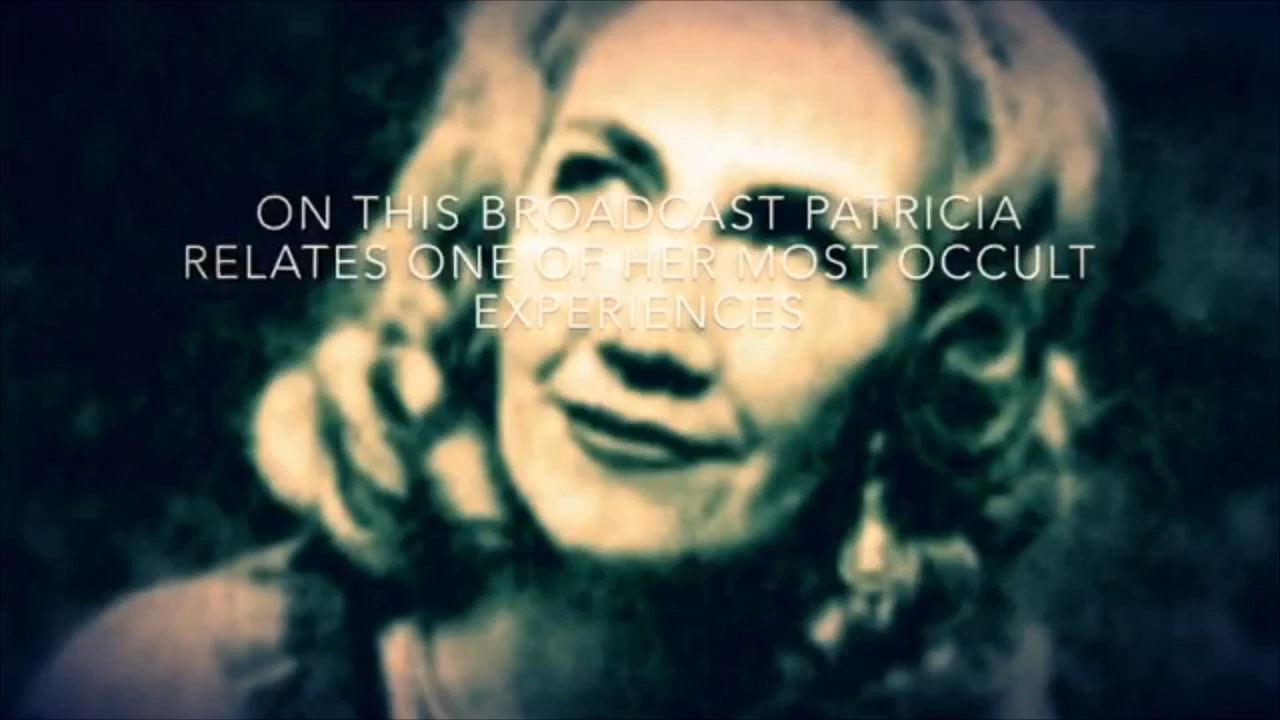 ON THIS BROADCAST PATRICIA
RELATES ONE OF HER MOST OCCULT
EXPERIENCES